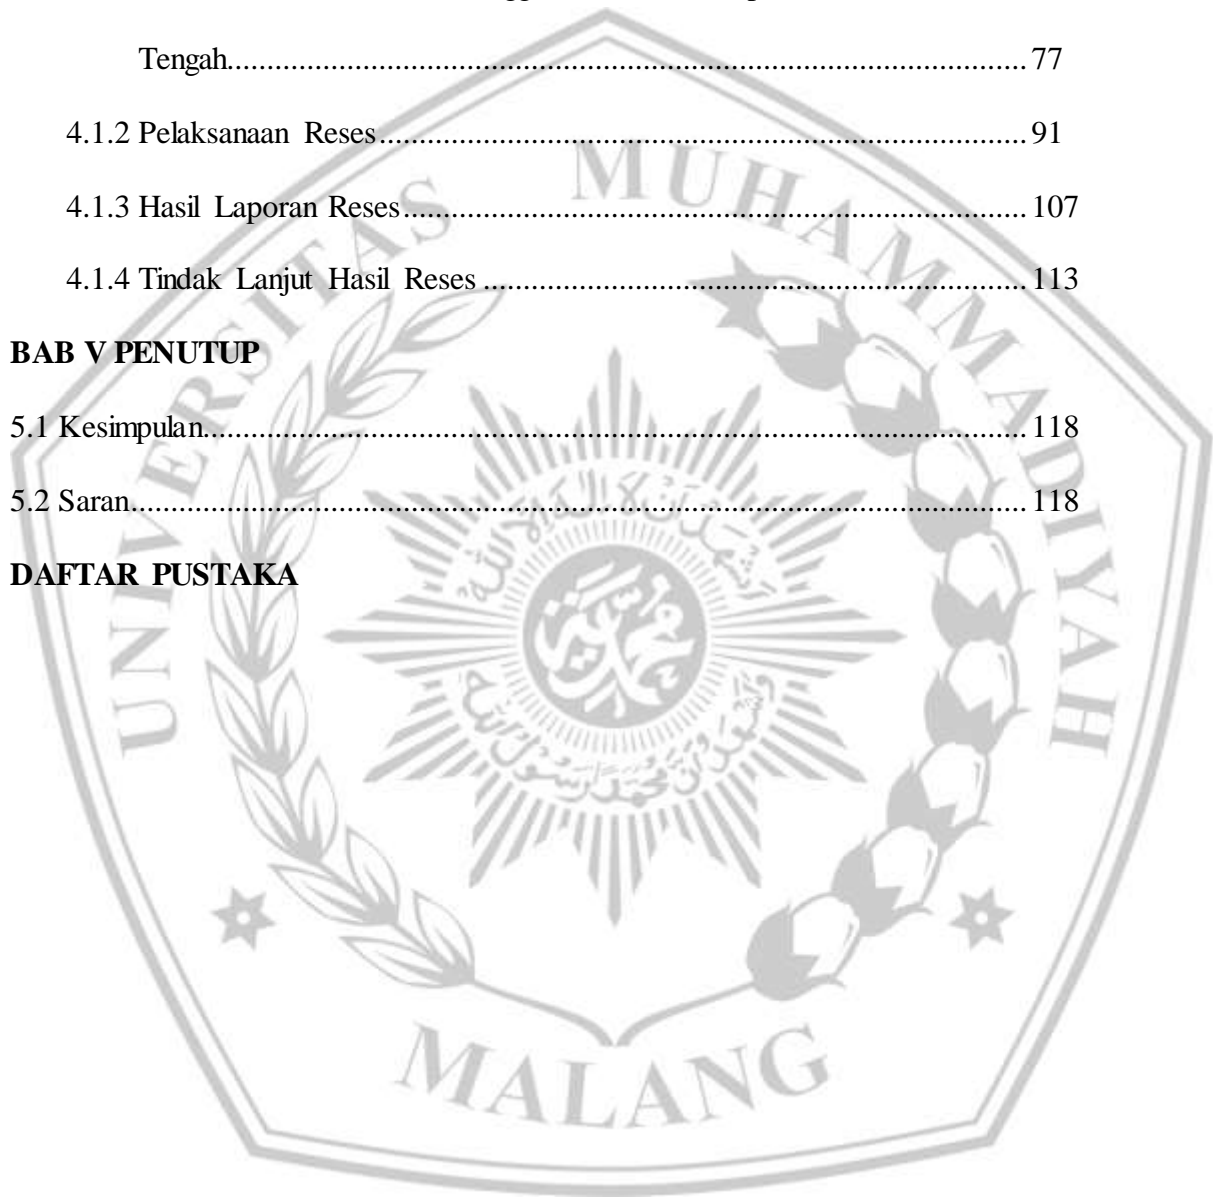 Tengah.................................................................................................... 77
4.1.2 Pelaksanaan Reses................................................................................. 91
4.1.3 Hasil Laporan Reses.............................................................................. 107
4.1.4 Tindak Lanjut Hasil Reses .................................................................... 113
BAB V PENUTUP
5.1 Kesimpulan....................................................................................................... 118
5.2 Saran................................................................................................................ 118
DAFTAR PUSTAKA
UNIVERSITAS MUHAMMADIYAH
MALANG